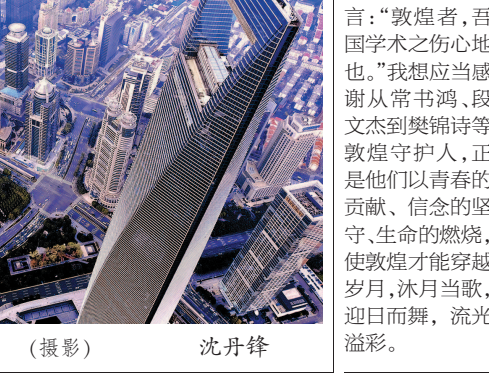 (摄影) 沈丹锋
言:“敦煌者,吾
国学术之伤心地
也。”我想应当感
谢从常书鸿、段
文杰到樊锦诗等
敦煌守护人,正
是他们以青春的
贡献、信念的坚
守、生命的燃烧,
使敦煌才能穿越
岁月,沐月当歌,
迎日而舞，流光
溢彩。